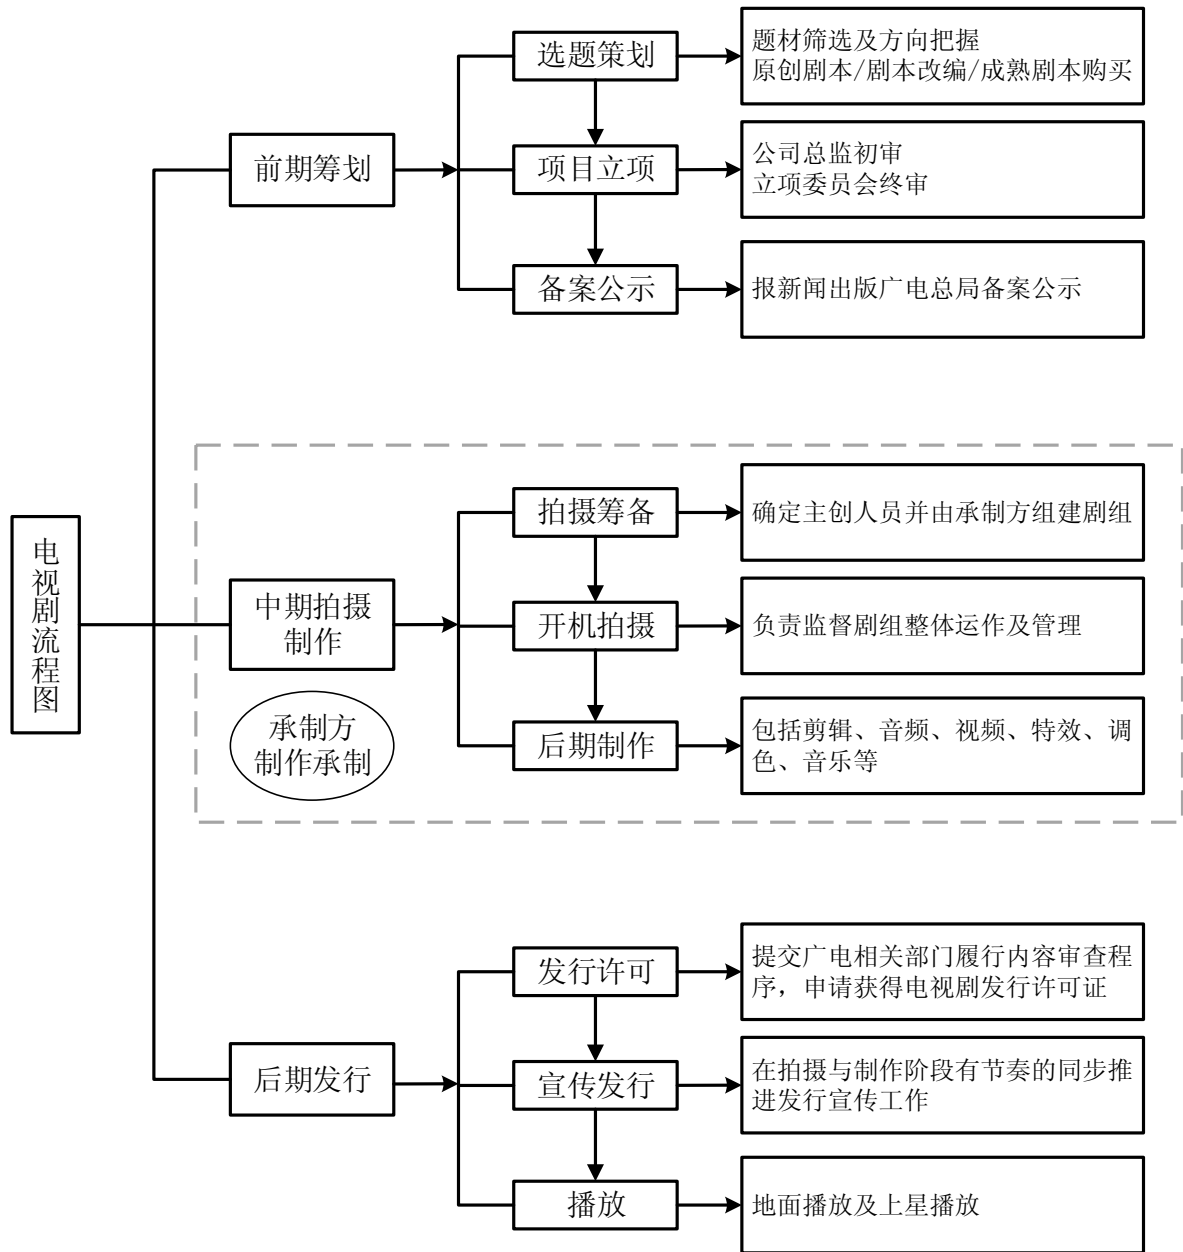 选题策划
题材筛选及方向把握
原创剧本/剧本改编/成熟剧本购买
前期筹划
项目立项
公司总监初审
立项委员会终审
备案公示
报新闻出版广电总局备案公示
电视剧流程图
拍摄筹备
确定主创人员并由承制方组建剧组
中期拍摄
制作
开机拍摄
负责监督剧组整体运作及管理
承制方
制作承制
后期制作
包括剪辑、音频、视频、特效、调
色、音乐等
发行许可
提交广电相关部门履行内容审查程
序，申请获得电视剧发行许可证
后期发行
宣传发行
在拍摄与制作阶段有节奏的同步推
进发行宣传工作
播放
地面播放及上星播放